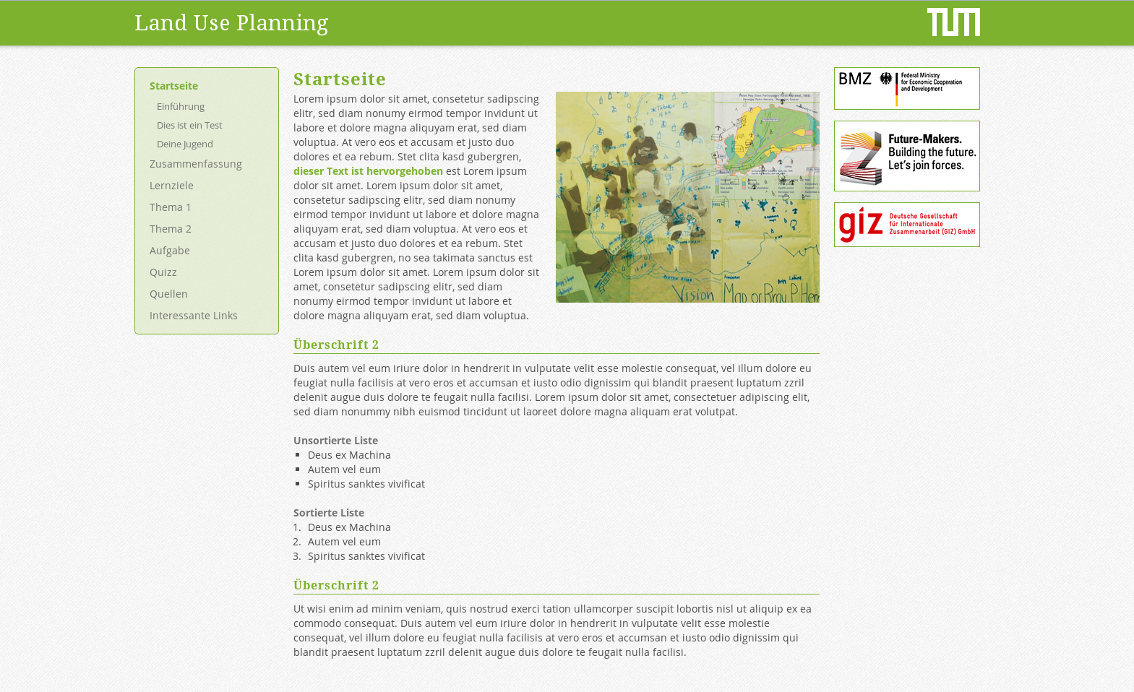 Land Use Planning
TUM
Startseite
Einführung
Dies ist ein Test
Deine Jugend
Zusammenfassung
Lernziele
Thema 1
Thema 2
Aufgabe
Quizz
Quellen
Interessante Links
Startseite
Lorem ipsum dolor sit amet, consetetur sadipscing
elitr, sed diam nonumy eirmod tempor invidunt ut
labore et dolore magna aliquyam erat, sed diam
voluptua. At vero eos et accusam et justo duo
dolores et ea rebum. Stet clita kasd gubergren,
dieser Text ist hervorgehoben est Lorem ipsum
dolor sit amet. Lorem ipsum dolor sit amet,
consetetur sadipscing elitr, sed diam nonumy
eirmod tempor invidunt ut labore et dolore magna
aliquyam erat, sed diam voluptua. At vero eos et
accusam et justo duo dolores et ea rebum. Stet
clita kasd gubergren, no sea takimata sanctus est
Lorem ipsum dolor sit amet. Lorem ipsum dolor sit
amet, consetetur sadipscing elitr, sed diam
nonumy eirmod tempor invidunt ut labore et
dolore magna aliquyam erat, sed diam voluptua.
Vision Map of Brgy P. Her
Überschrift 2
Duis autem vel eum iriure dolor in hendrerit in vulputate velit esse molestie consequat, vel illum dolore eu
feugiat nulla facilisis at vero eros et accumsan et iusto odio dignissim qui blandit praesent luptatum zzril
delenit augue duis dolore te feugait nulla facilisi. Lorem ipsum dolor sit amet, consectetuer adipiscing elit,
sed diam nonummy nibh euismod tincidunt ut laoreet dolore magna aliquam erat volutpat.
Unsortierte Liste
Deus ex Machina
Autem vel eum
Spiritus sanktes vivificat
Sortierte Liste
1. Deus ex Machina
2. Autem vel eum
3. Spiritus sanktes vivificat
Überschrift 2
Ut wisi enim ad minim veniam, quis nostrud exerci tation ullamcorper suscipit lobortis nisl ut aliquip ex ea
commodo consequat. Duis autem vel eum iriure dolor in hendrerit in vulputate velit esse molestie
consequat, vel illum dolore eu feugiat nulla facilisis at vero eros et accumsan et iusto odio dignissim qui
blandit praesent luptatum zzril delenit augue duis dolore te feugait nulla facilisi.
BMZ
Federal Ministry
for Economic Cooperation
and Development
Future-Makers.
Building the future.
Let's join forces.
giz
Deutsche Gesellschaft
für Internationale
Zusammenarbeit (GIZ) GmbH